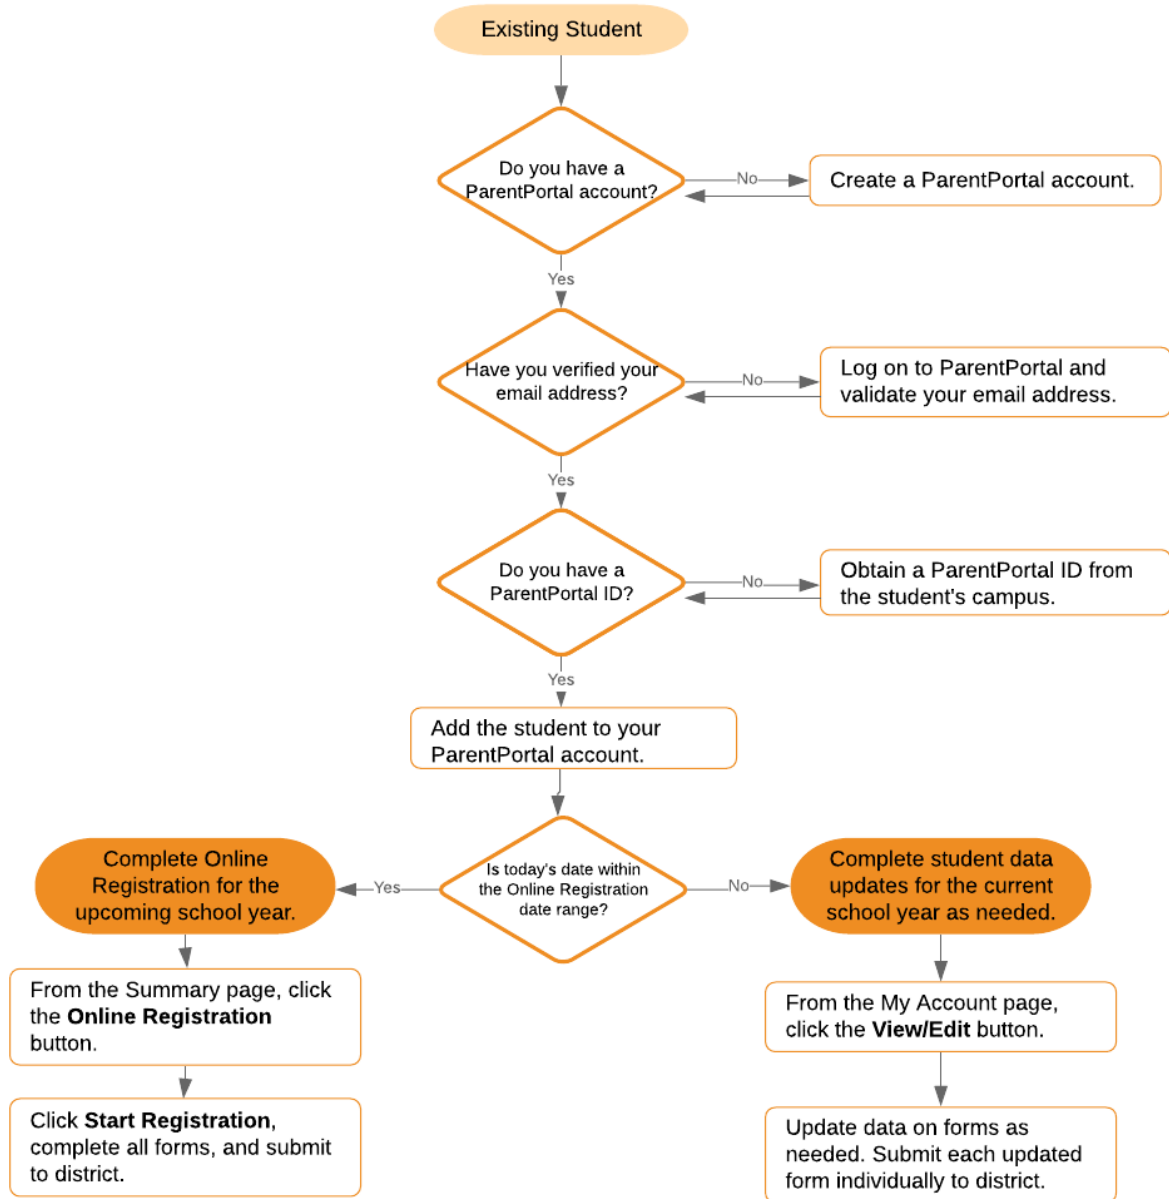 Existing Student
Do you have a
ParentPortal account?
No
Create a ParentPortal account.
Yes
Have you verified your
email address?
No
Log on to ParentPortal and
validate your email address.
Yes
Do you have a
ParentPortal ID?
No
Obtain a ParentPortal ID from
the student's campus.
Yes
Add the student to your
ParentPortal account.
Is today's date within
the Online Registration
date range?
Yes
Complete Online
Registration for the
upcoming school year.
From the Summary page, click
the Online Registration
button.
Click Start Registration,
complete all forms, and submit
to district.
No
Complete student data
updates for the current
school year as needed.
From the My Account page,
click the View/Edit button.
Update data on forms as
needed. Submit each updated
form individually to district.